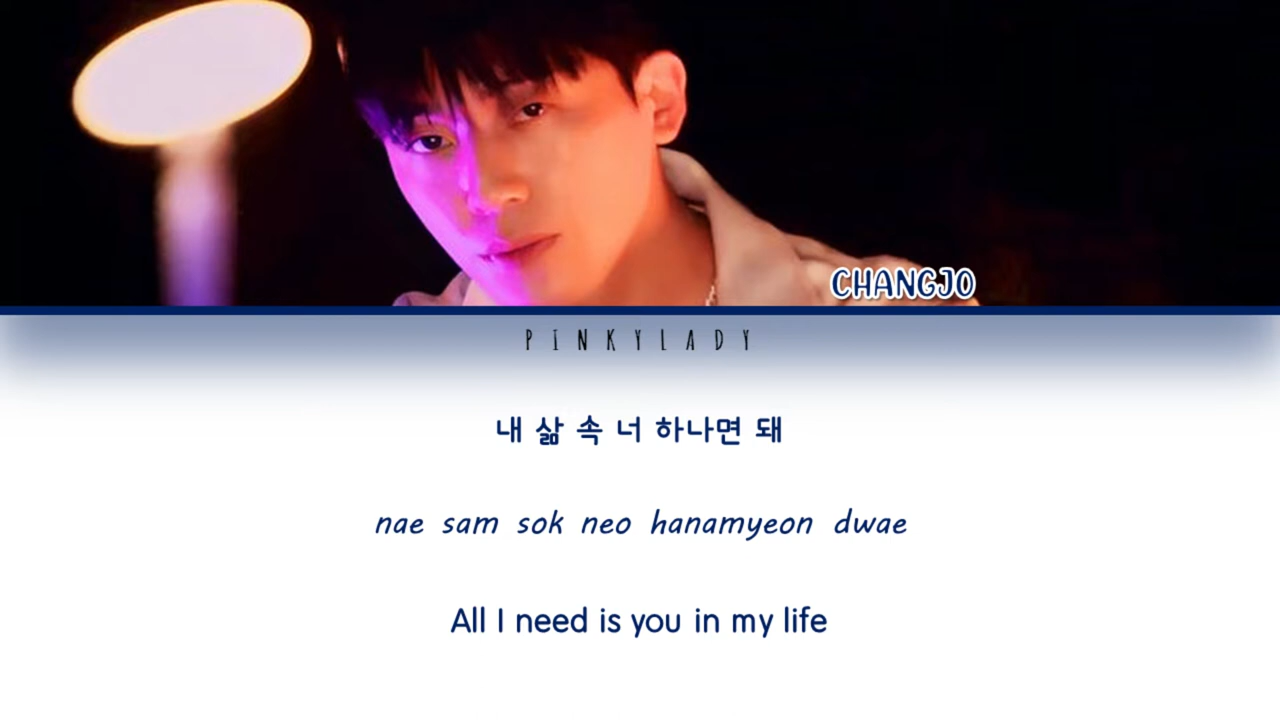 CHANGJO
PINKYLADY
내 삶 속 너 하나면 돼
nae sam sok neo hanamyeon dwae
All I need is you in my life